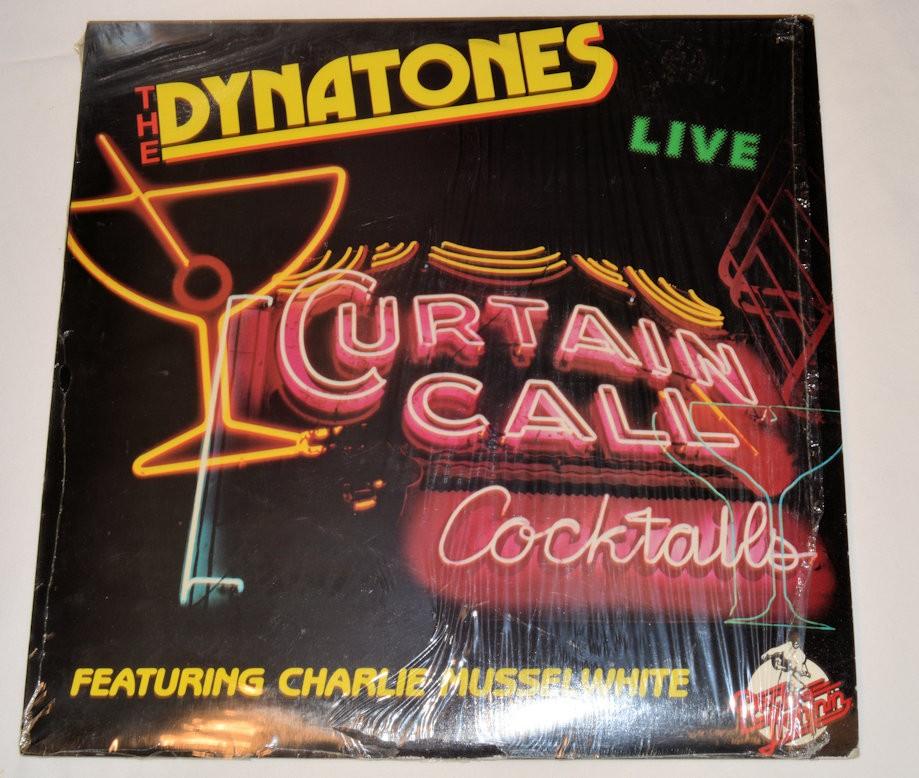 THE DYNATONES
LIVE
CURTAIN
CALL
Cocktails
FEATURING CHARLIE MUSSELWHITE